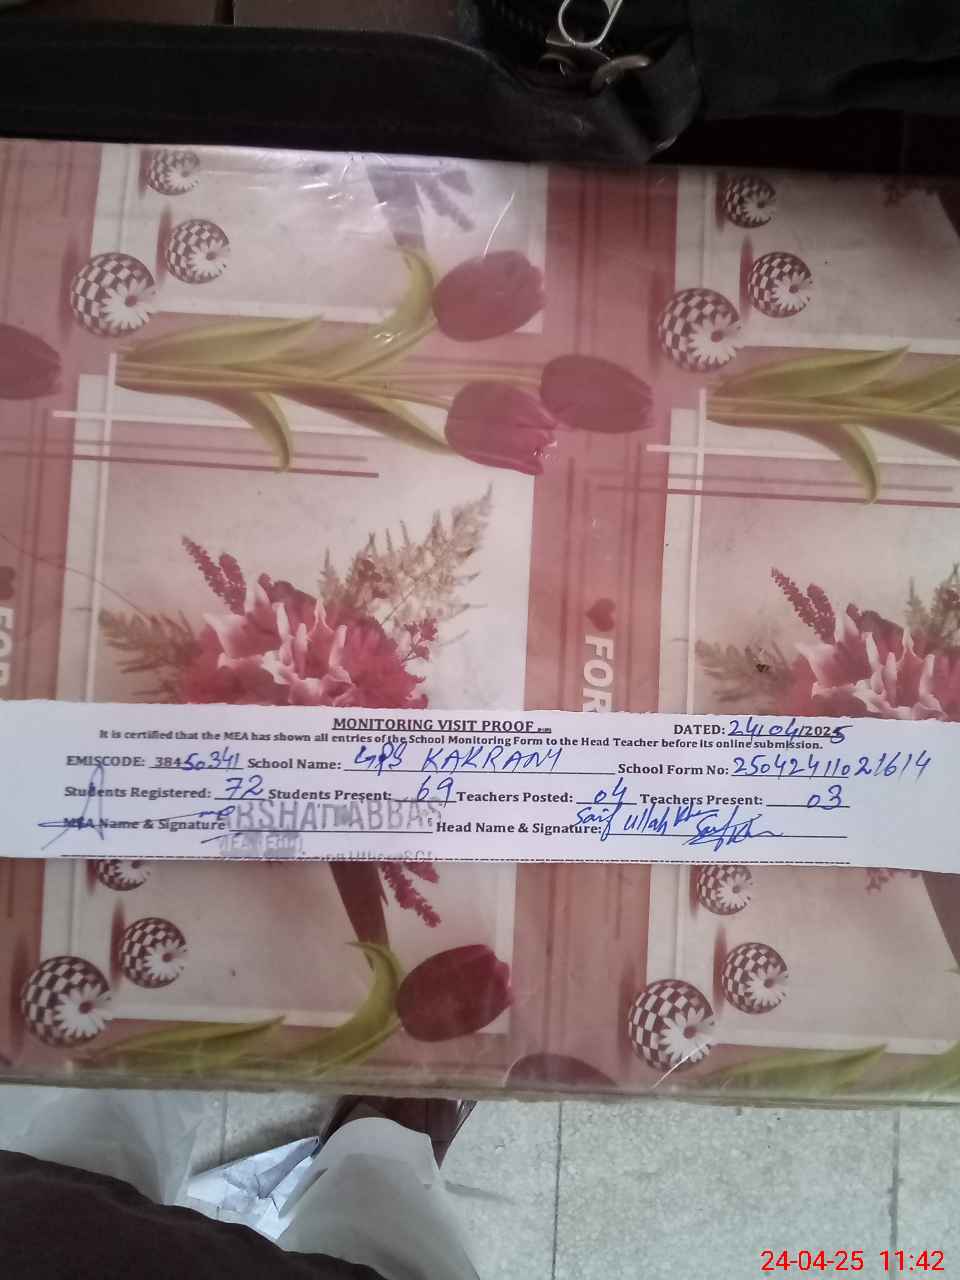 FOR
FOR
MONITORING VISIT PROOF
DATED: 24/04/2025
It is certified that the MEA has shown all entries of the School Monitoring Form to the Head Teacher before its online submission.
EMISCODE: 38450341 School Name: GPS KAKRANY School Form No: 25042411021614
Students Registered: 72 Students Present: 69 Teachers Posted: 04 Teachers Present: 03
MEA Name & Signature ARSHAD ABBAS Head Name & Signature: Saif ullah Khan
24-04-25 11:42